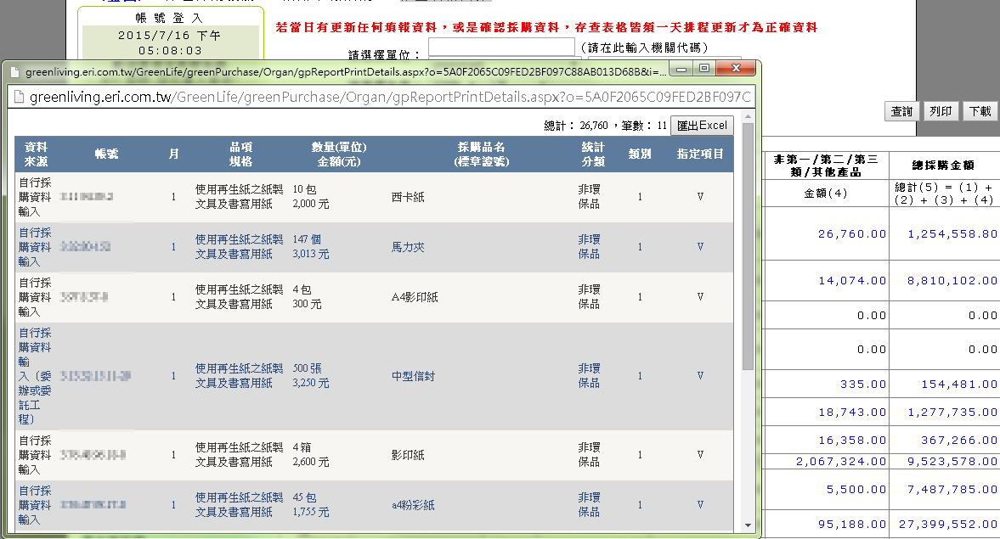 帳 號 登 入
2015/7/16 下午
05:08:03
若當日有更新任何填報資料，或是確認採購資料，存查表格皆須一天排程更新才為正確資料
請選擇單位：
(請在此輸入機關代碼)
查詢 列印 下載
非第一/第二/第三
類/其他產品
總採購金額
金額(4)
總計(5) = (1) +
(2) + (3) + (4)
26,760.00 1,254,558.80
14,074.00 8,810,102.00
0.00 0.00
0.00 0.00
335.00 154,481.00
18,743.00 1,277,735.00
16,358.00 367,266.00
2,067,324.00 9,523,578.00
5,500.00 7,487,785.00
95,188.00 27,399,552.00
greenliving.eri.com.tw/GreenLife/greenPurchase/Organ/gpReportPrintDetails.aspx?o=5A0F2065C09FED2BF097C88AB013D68B&i=...
greenliving.eri.com.tw/GreenLife/greenPurchase/Organ/gpReportPrintDetails.aspx?o=5A0F2065C09FED2BF097C
總計： 26,760 ，筆數： 11 匯出Excel
資料
來源
帳號
月
品項
規格
數量(單位)
金額(元)
採購品名
(標章證號)
統計
分類
類別
指定項目
自行採
購資料
輸入
1
使用再生紙之紙製
文具及書寫用紙
10 包
2,000 元
西卡紙
非環
保品
1
V
自行採
購資料
輸入
1
使用再生紙之紙製
文具及書寫用紙
147 個
3,013 元
馬力夾
非環
保品
1
V
自行採
購資料
輸入
1
使用再生紙之紙製
文具及書寫用紙
4 包
300 元
A4影印紙
非環
保品
1
V
自行採
購資料
輸
入〔委
辦或委
託工
程〕
1
使用再生紙之紙製
文具及書寫用紙
500 張
3,250 元
中型信封
非環
保品
1
V
自行採
購資料
輸入
1
使用再生紙之紙製
文具及書寫用紙
4 箱
2,600 元
影印紙
非環
保品
1
V
自行採
購資料
輸入
1
使用再生紙之紙製
文具及書寫用紙
45 包
1,755 元
a4粉彩紙
非環
保品
1
V